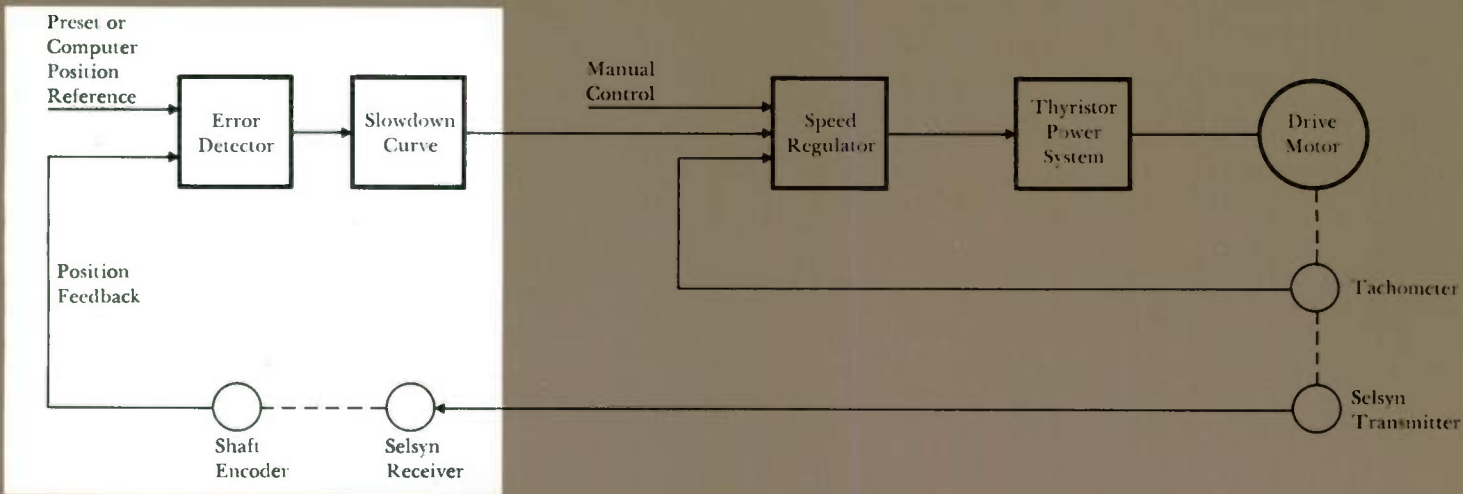 Preset or
Computer
Position
Reference
Error
Detector
Slowdown
Curve
Manual
Control
Speed
Regulator
Thyristor
Power
System
Drive
Motor
Position
Feedback
Tachometer
Shaft
Encoder
Selsyn
Receiver
Selsyn
Transmitter